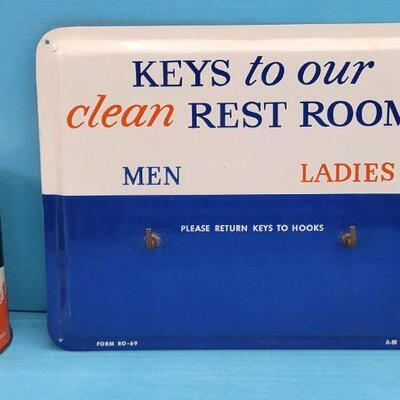 KEYS to our
clean REST ROOM
MEN LADIES
PLEASE RETURN KEYS TO HOOKS
FORM RO-69 A-M